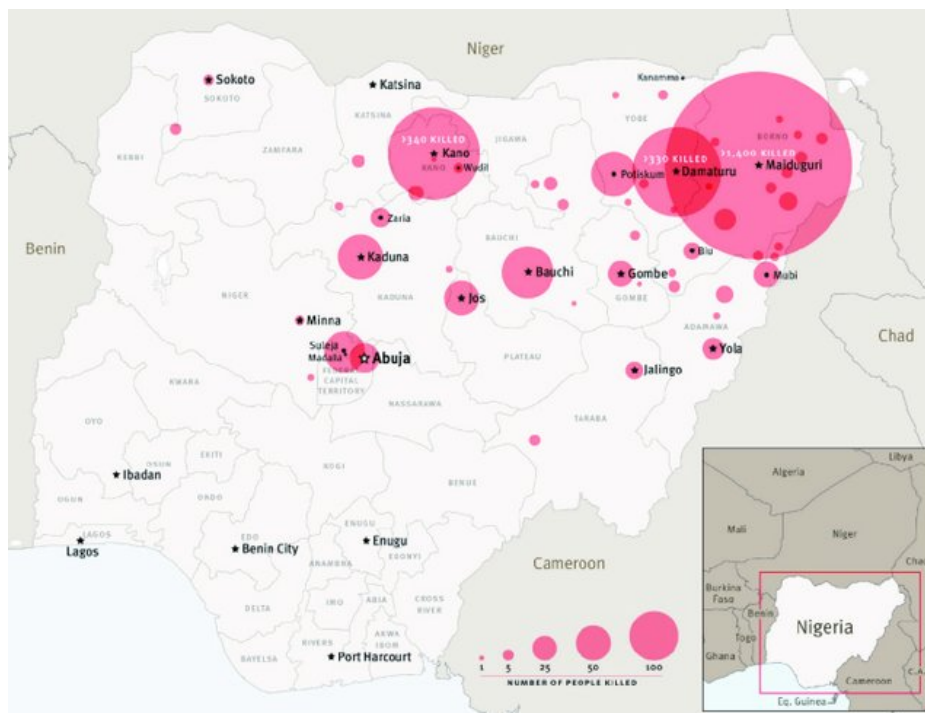 Niger
Kanamma
Sokoto
SOKOTO
Katsina
KATSINA
YOBE
BORNO
>340 KILLED
JIGAWA
>330 KILLED
>1,400 KILLED
KEBBI
ZAMFARA
Kano
KANO
Wudil
Potiskum
Damaturu
Maiduguri
Zaria
Benin
BAUCHI
Biu
Kaduna
Bauchi
Gombe
Mubi
NIGER
KADUNA
Jos
GOMBE
Chad
Minna
ADAMAWA
Suleja
Madalla
Abuja
Yola
PLATEAU
FEDERAL
CAPITAL
TERRITORY
Jalingo
KWARA
NASSARAWA
TARABA
OYO
EKITI
KOGI
Ibadan
OSUN
BENUE
OGUN
ONDO
LAGOS
Lagos
EDO
Benin City
ENUGU
Enugu
EBONYI
ANAMBRA
Cameroon
DELTA
IMO
ABIA
CROSS
RIVER
BAYELSA
RIVERS
AKWA
IBOM
Port Harcourt
1 5 25 50 100
NUMBER OF PEOPLE KILLED
Libya
Algeria
Mali
Niger
Chad
Burkina
Faso
Benin
Togo
Ghana
Nigeria
Cameroon
C.A.
Eq. Guinea